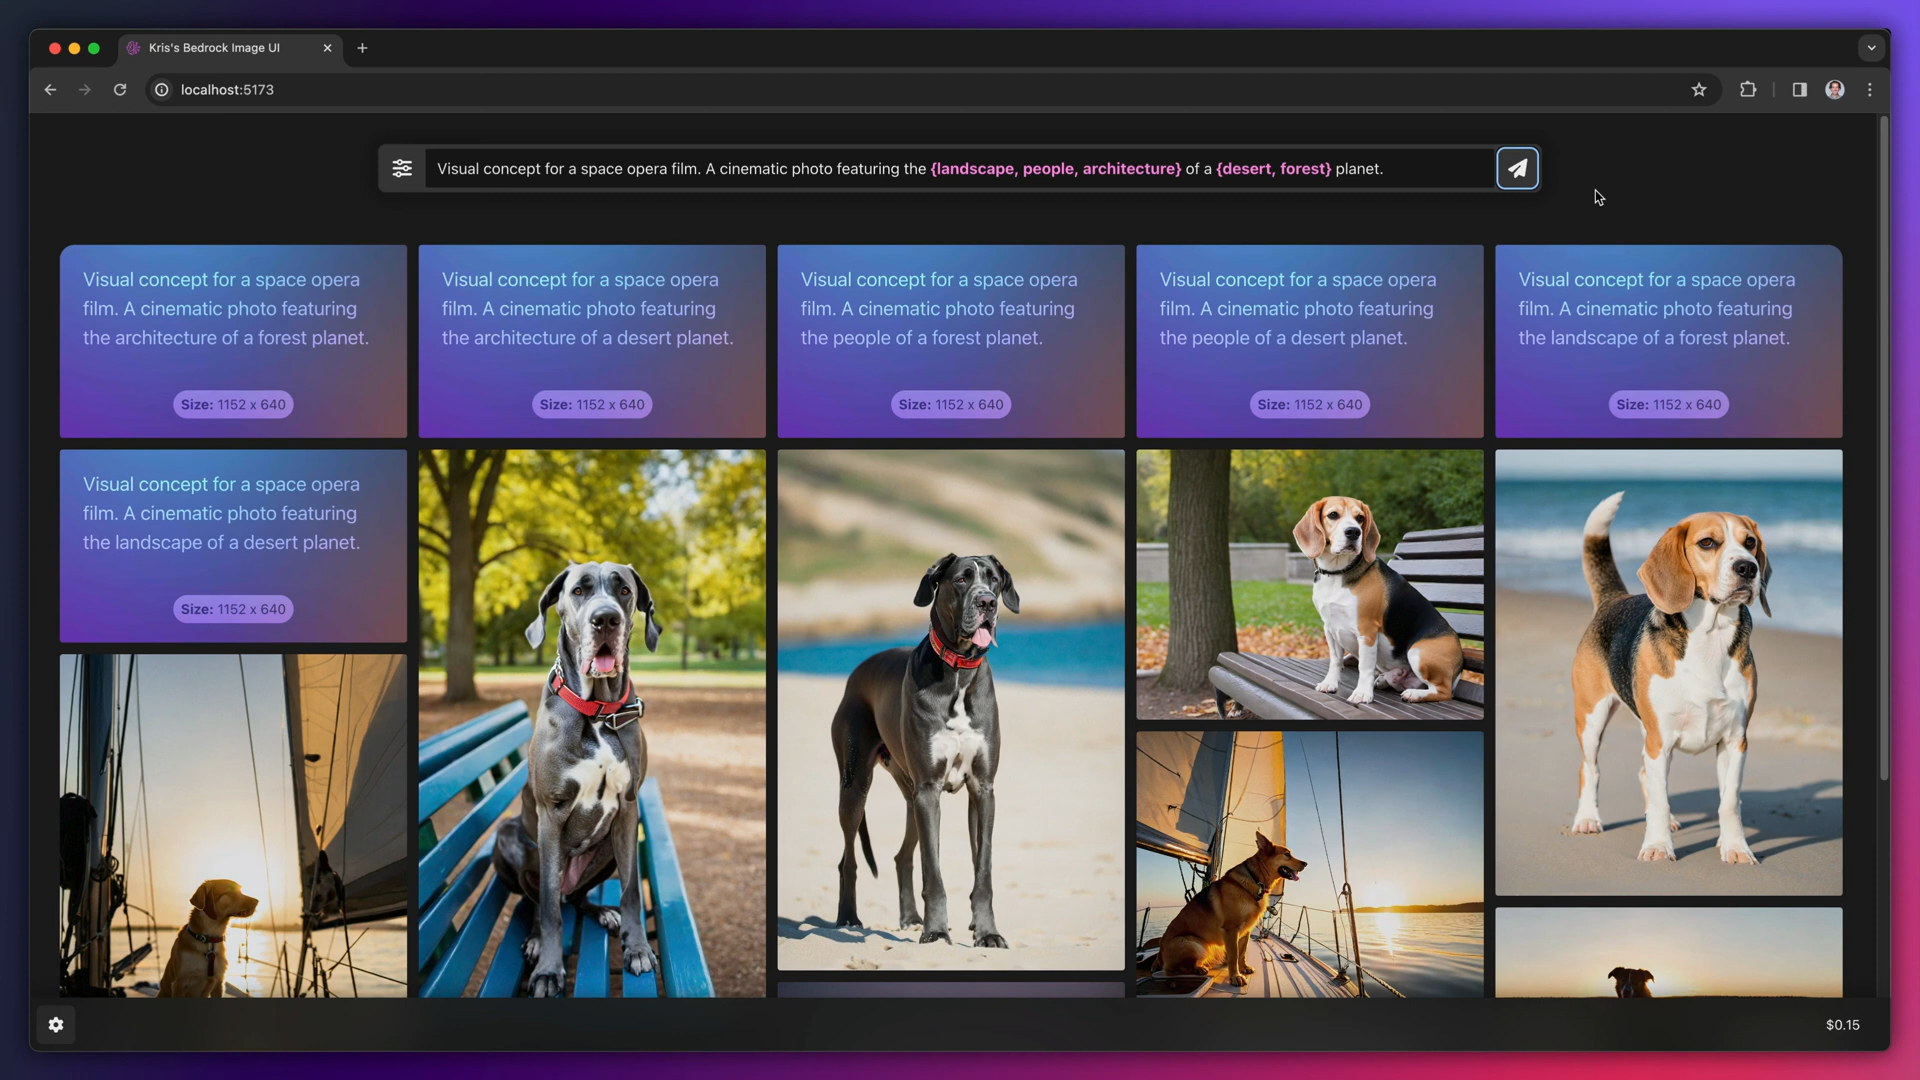 Kris's Bedrock Image UI
localhost:5173
Visual concept for a space opera film. A cinematic photo featuring the {landscape, people, architecture} of a {desert, forest} planet.
Visual concept for a space opera
film. A cinematic photo featuring
the architecture of a forest planet.
Size: 1152 x 640
Visual concept for a space opera
film. A cinematic photo featuring
the architecture of a desert planet.
Size: 1152 x 640
Visual concept for a space opera
film. A cinematic photo featuring
the people of a forest planet.
Size: 1152 x 640
Visual concept for a space opera
film. A cinematic photo featuring
the people of a desert planet.
Size: 1152 x 640
Visual concept for a space opera
film. A cinematic photo featuring
the landscape of a forest planet.
Size: 1152 x 640
Visual concept for a space opera
film. A cinematic photo featuring
the landscape of a desert planet.
Size: 1152 x 640
$0.15